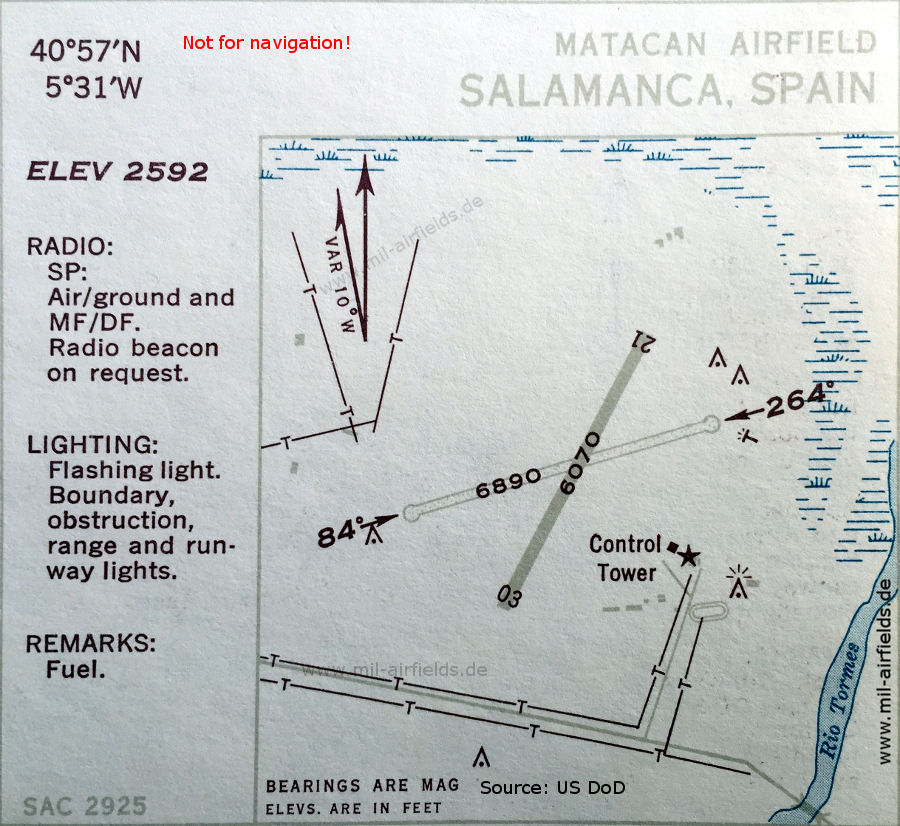 40°57'N
5°31'W
Not for navigation!
MATACAN AIRFIELD
SALAMANCA, SPAIN
ELEV 2592
RADIO:
SP:
Air/ground and
MF/DF.
Radio beacon
on request.
LIGHTING:
Flashing light.
Boundary,
obstruction,
range and run-
way lights.
REMARKS:
Fuel.
SAC 2925
www.mil-airfields.de
VAR 10°W
T
T
T
T
21
264°
6890
6070
84°
03
Control
Tower
www.mil-airfields.de
T
T
T
T
T
T
T
T
T
Rio Tormes
www.mil-airfields.de
BEARINGS ARE MAG
ELEVS. ARE IN FEET
Source: US DoD